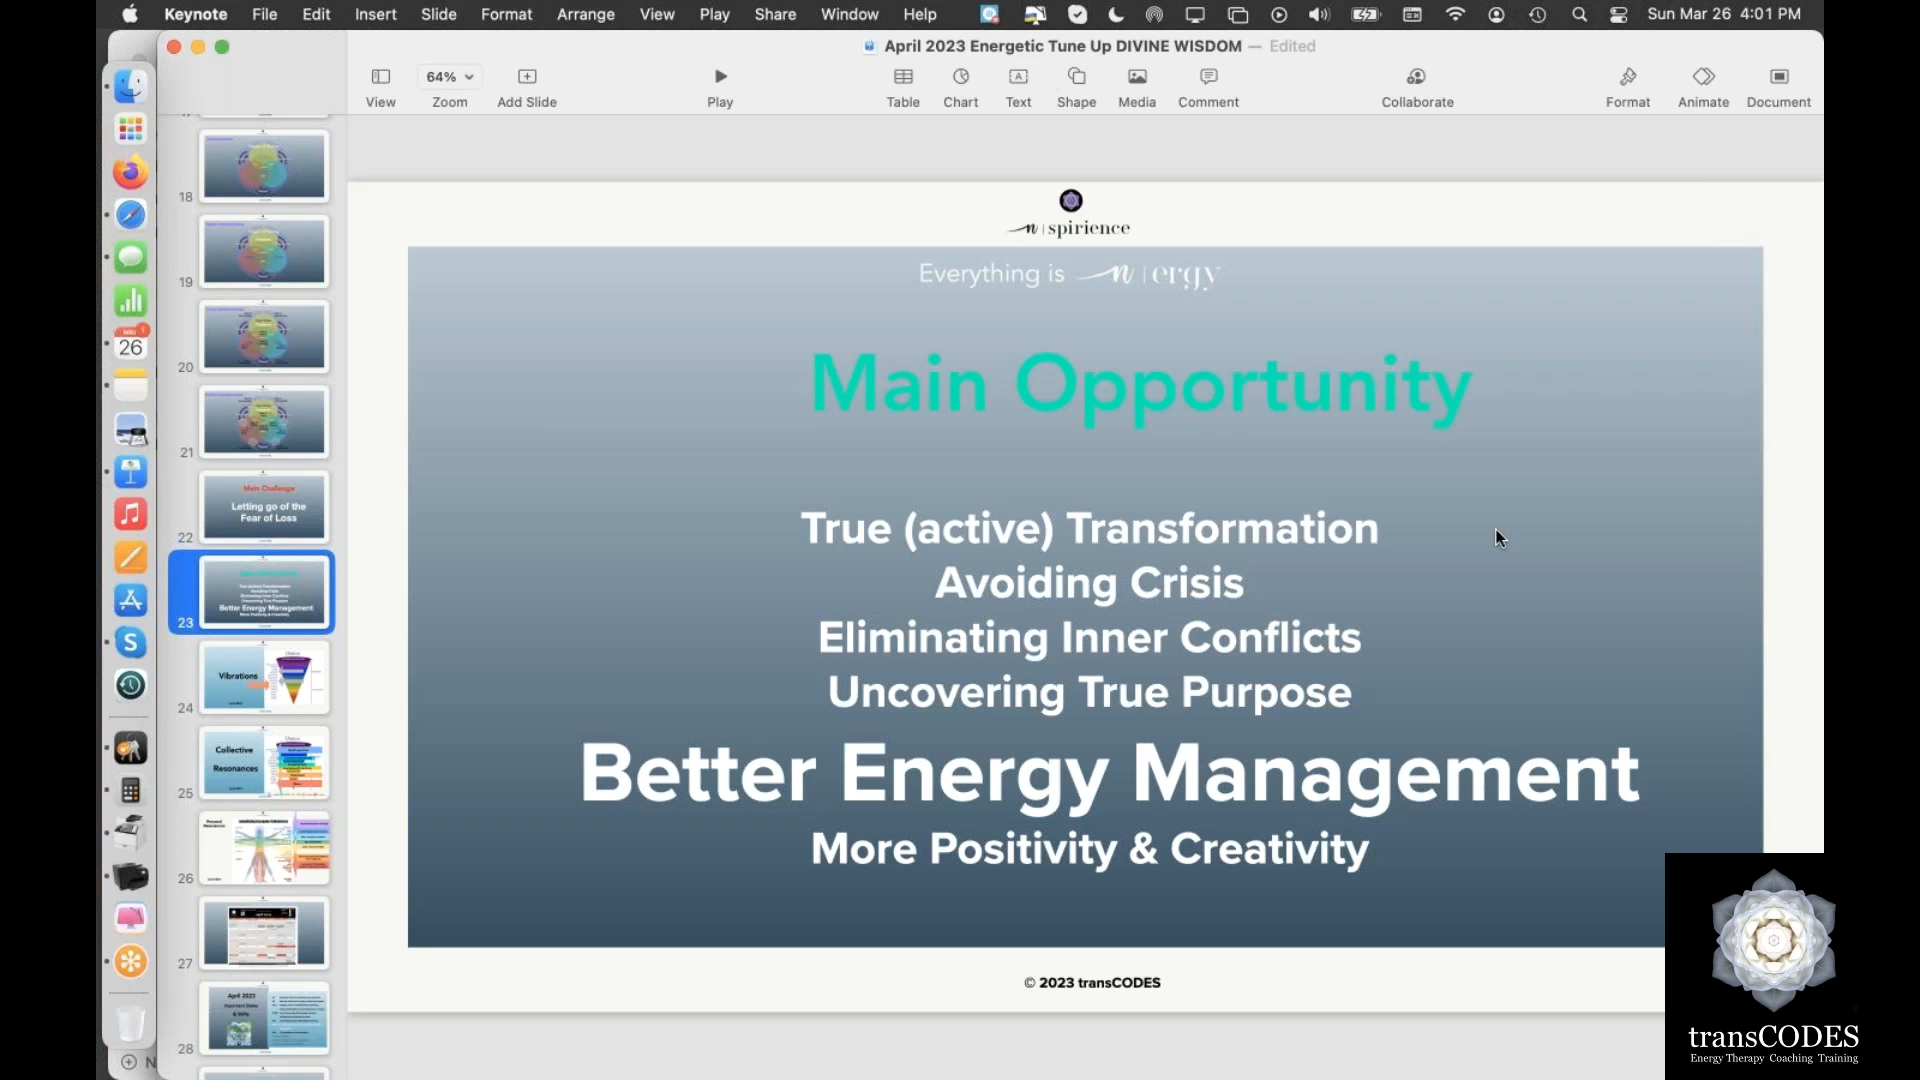 Keynote File Edit Insert Slide Format Arrange View Play Share Window Help Sun Mar 26 4:01 PM
April 2023 Energetic Tune Up DIVINE WISDOM — Edited
64%
View Zoom Add Slide Play Table Chart Text Shape Media Comment Collaborate Format Animate Document
n spirience
Everything is n ergy
Main Opportunity
True (active) Transformation
Avoiding Crisis
Eliminating Inner Conflicts
Uncovering True Purpose
Better Energy Management
More Positivity & Creativity
© 2023 transCODES
18
19
20
21
Main Challenge
Letting go of the
Fear of Loss
22
Better Energy Management
23
Vibrations
24
Collective
Resonances
25
26
27
April 2023
28
26
N
transCODES
Energy Therapy Coaching Training